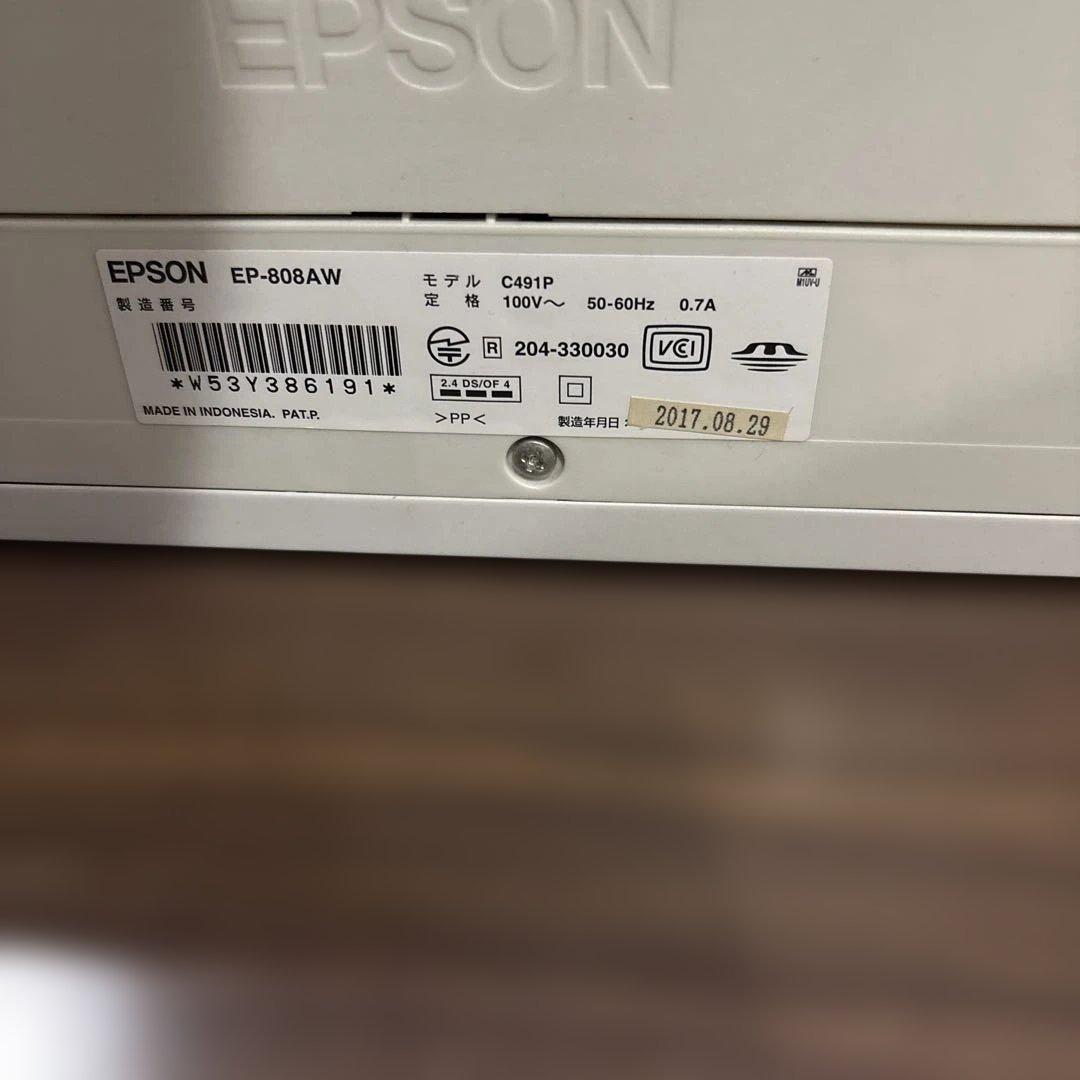 EPSON
EPSON EP-808AW
製造番号
*W53Y386191*
MADE IN INDONESIA. PAT.P.
モデル C491P
定格 100V～ 50-60Hz 0.7A
R 204-330030 VCI
2.4 DS/OF 4
>PP<
製造年月日: 2017.08.29
M1UV-U